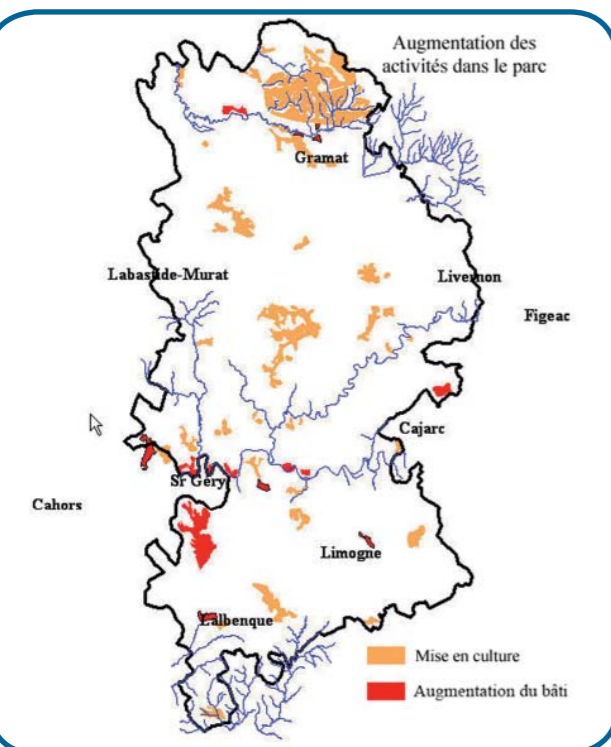 Augmentation des
activités dans le parc
Gramat
Labastide-Murat
Livernon
Figeac
Cajarc
St Géry
Cahors
Limogne
Lalbenque
Mise en culture
Augmentation du bâti